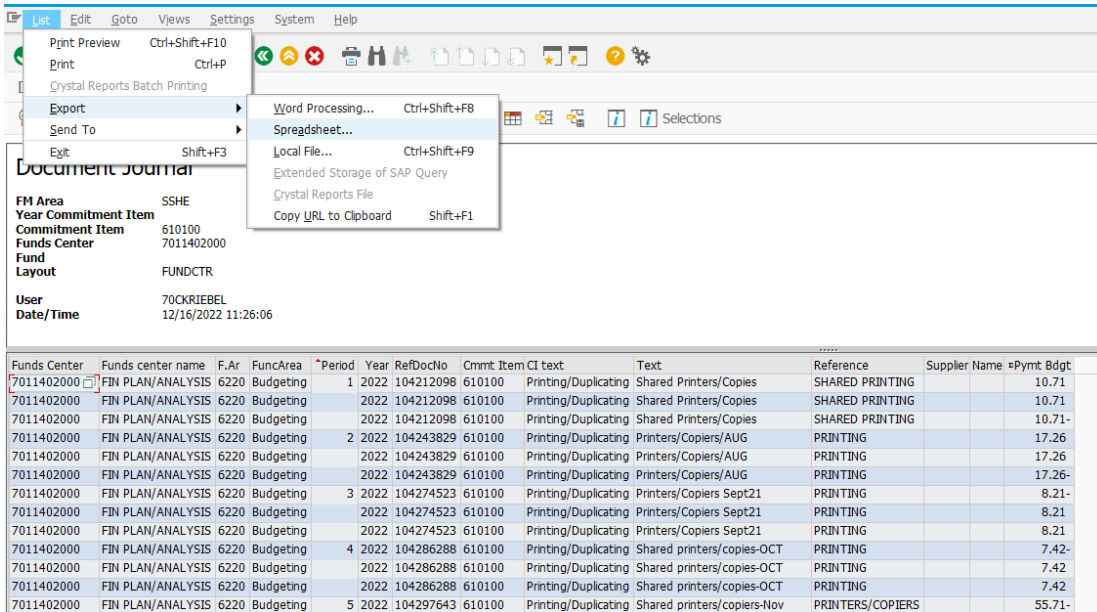 List Edit Goto Views Settings System Help
Print Preview Ctrl+Shift+F10
Print Ctrl+P
Crystal Reports Batch Printing
Export
Send To
Exit Shift+F3
Word Processing... Ctrl+Shift+F8
Spreadsheet...
Local File... Ctrl+Shift+F9
Extended Storage of SAP Query
Crystal Reports File
Copy URL to Clipboard Shift+F1
Selections
Document Journal
FM Area SSHE
Year Commitment Item
Commitment Item 610100
Funds Center 7011402000
Fund
Layout FUNDCTR
User 70CKRIEBEL
Date/Time 12/16/2022 11:26:06
Funds Center Funds center name F.Ar FuncArea Period Year RefDocNo Cmmt Item CI text Text Reference Supplier Name ¤Pymt Bdgt
7011402000 FIN PLAN/ANALYSIS 6220 Budgeting 1 2022 104212098 610100 Printing/Duplicating Shared Printers/Copies SHARED PRINTING 10.71
7011402000 FIN PLAN/ANALYSIS 6220 Budgeting 2022 104212098 610100 Printing/Duplicating Shared Printers/Copies SHARED PRINTING 10.71
7011402000 FIN PLAN/ANALYSIS 6220 Budgeting 2022 104212098 610100 Printing/Duplicating Shared Printers/Copies SHARED PRINTING 10.71-
7011402000 FIN PLAN/ANALYSIS 6220 Budgeting 2 2022 104243829 610100 Printing/Duplicating Printers/Copiers/AUG PRINTING 17.26
7011402000 FIN PLAN/ANALYSIS 6220 Budgeting 2022 104243829 610100 Printing/Duplicating Printers/Copiers/AUG PRINTING 17.26
7011402000 FIN PLAN/ANALYSIS 6220 Budgeting 2022 104243829 610100 Printing/Duplicating Printers/Copiers/AUG PRINTING 17.26-
7011402000 FIN PLAN/ANALYSIS 6220 Budgeting 3 2022 104274523 610100 Printing/Duplicating Printers/Copiers Sept21 PRINTING 8.21-
7011402000 FIN PLAN/ANALYSIS 6220 Budgeting 2022 104274523 610100 Printing/Duplicating Printers/Copiers Sept21 PRINTING 8.21
7011402000 FIN PLAN/ANALYSIS 6220 Budgeting 2022 104274523 610100 Printing/Duplicating Printers/Copiers Sept21 PRINTING 8.21
7011402000 FIN PLAN/ANALYSIS 6220 Budgeting 4 2022 104286288 610100 Printing/Duplicating Shared printers/copies-OCT PRINTING 7.42-
7011402000 FIN PLAN/ANALYSIS 6220 Budgeting 2022 104286288 610100 Printing/Duplicating Shared printers/copies-OCT PRINTING 7.42
7011402000 FIN PLAN/ANALYSIS 6220 Budgeting 2022 104286288 610100 Printing/Duplicating Shared printers/copies-OCT PRINTING 7.42
7011402000 FIN PLAN/ANALYSIS 6220 Budgeting 5 2022 104297643 610100 Printing/Duplicating Shared printers/copiers-Nov PRINTERS/COPIERS 55.71-